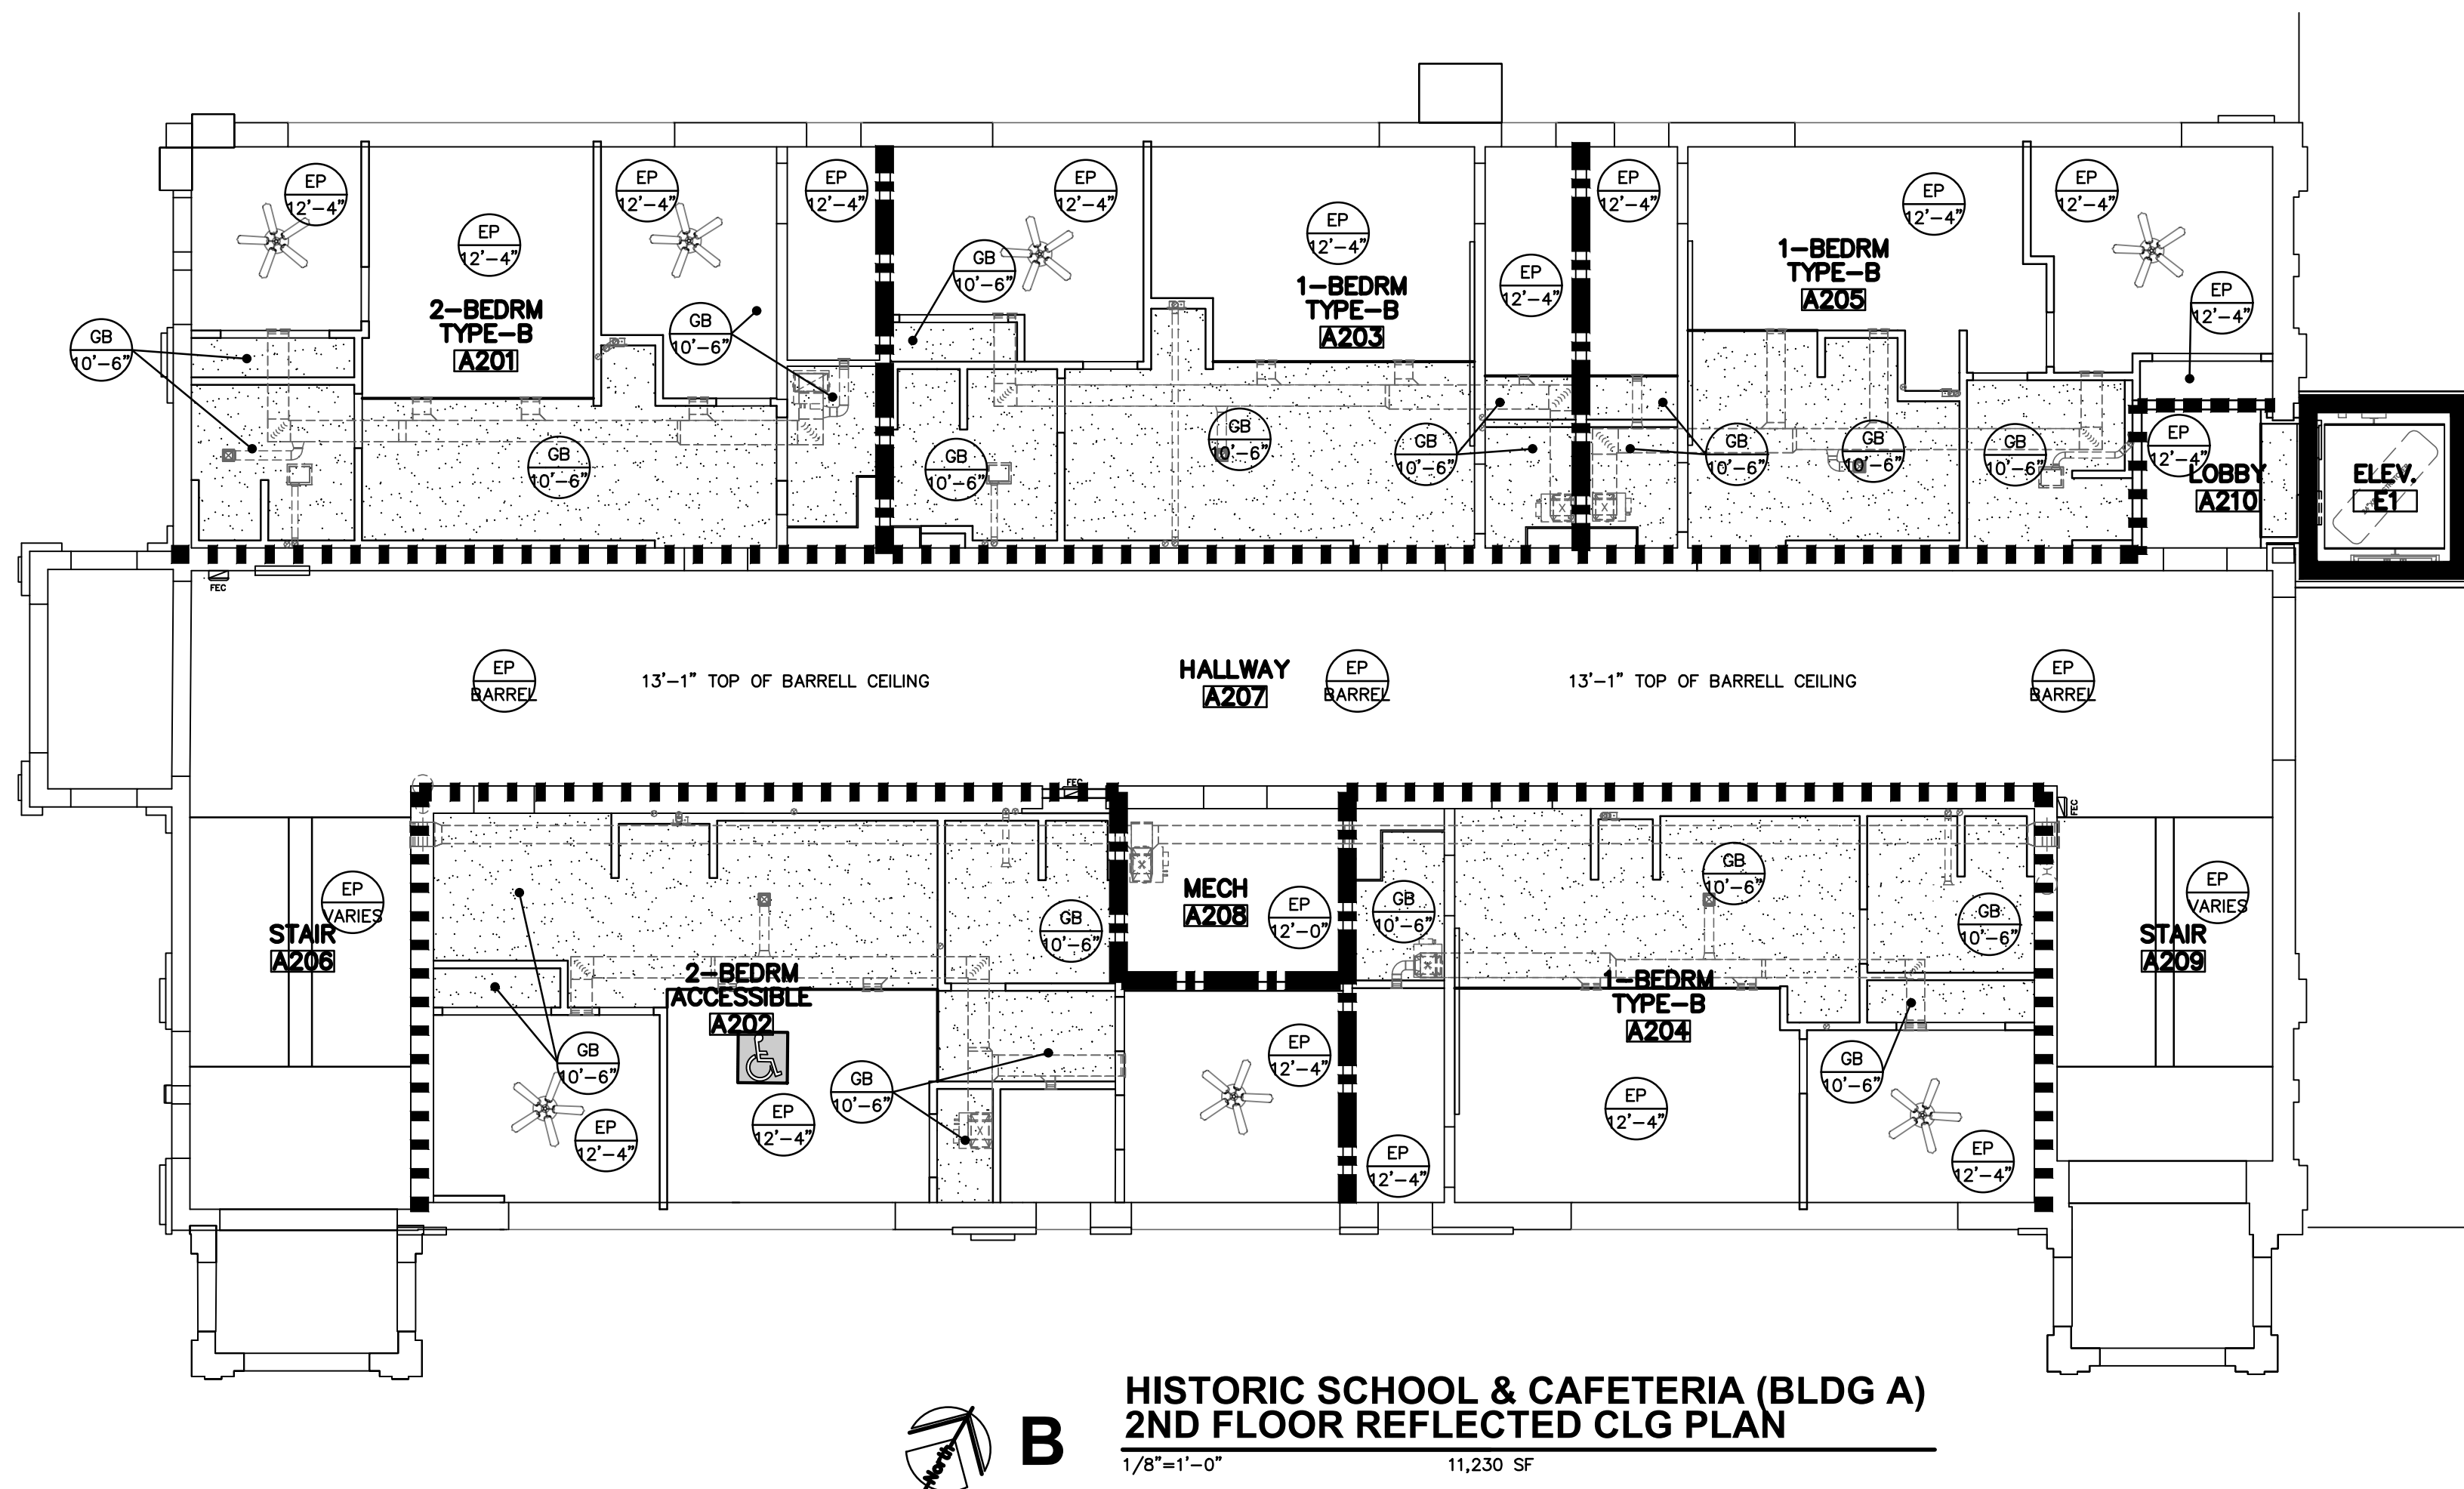 EP
12'-4"
EP
12'-4"
EP
12'-4"
EP
12'-4"
EP
12'-4"
EP
12'-4"
EP
12'-4"
EP
12'-4"
EP
12'-4"
EP
12'-4"
GB
10'-6"
EP
12'-4"
EP
12'-4"
2-BEDRM
TYPE-B
A201
1-BEDRM
TYPE-B
A203
1-BEDRM
TYPE-B
A205
GB
10'-6"
GB
10'-6"
GB
10'-6"
GB
10'-6"
GB
10'-6"
GB
10'-6"
GB
10'-6"
GB
10'-6"
GB
10'-6"
EP
12'-4"
LOBBY
A210
ELEV.
E1
FEC
EP
BARREL
13'-1" TOP OF BARRELL CEILING
HALLWAY
A207
EP
BARREL
13'-1" TOP OF BARRELL CEILING
EP
BARREL
FEC
FEC
EP
VARIES
STAIR
A206
GB
10'-6"
MECH
A208
EP
12'-0"
GB
10'-6"
GB
10'-6"
GB
10'-6"
EP
VARIES
STAIR
A209
2-BEDRM
ACCESSIBLE
A202
1-BEDRM
TYPE-B
A204
GB
10'-6"
GB
10'-6"
EP
12'-4"
GB
10'-6"
EP
12'-4"
EP
12'-4"
EP
12'-4"
EP
12'-4"
EP
12'-4"
North
B
HISTORIC SCHOOL & CAFETERIA (BLDG A)
2ND FLOOR REFLECTED CLG PLAN
1/8"=1'-0"
11,230 SF